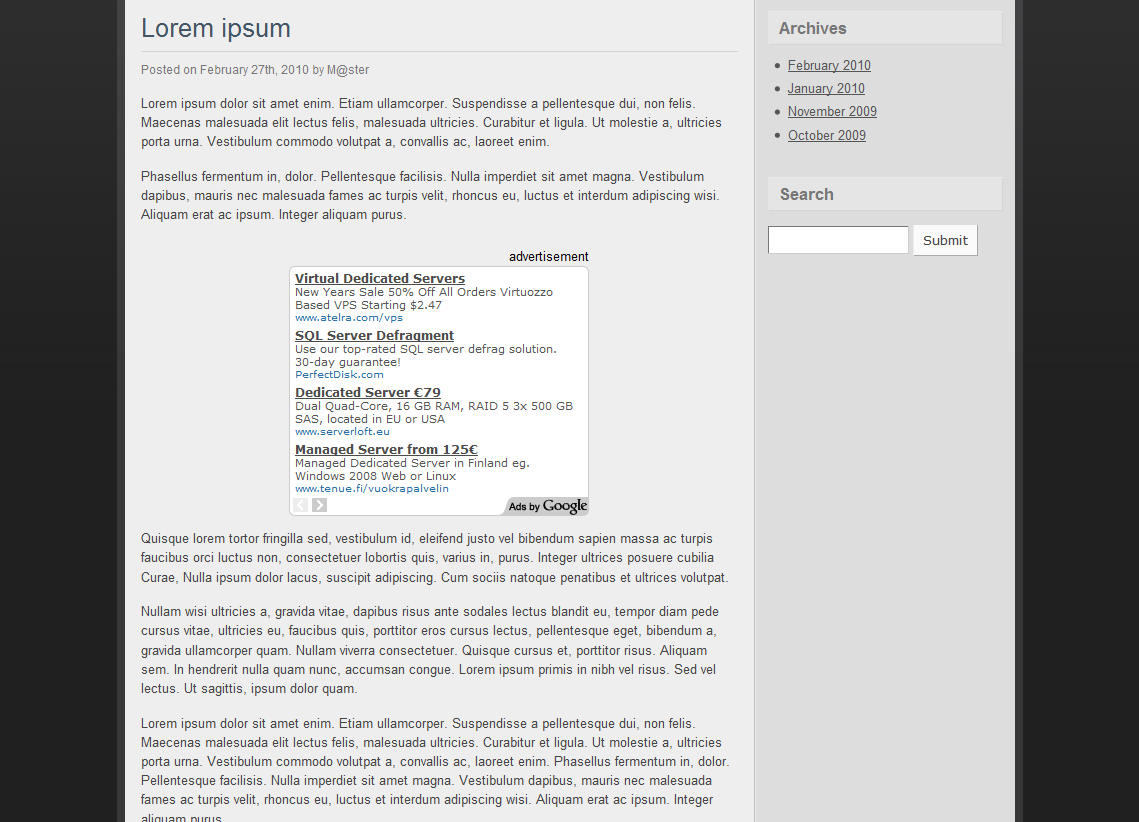 Lorem ipsum
Posted on February 27th, 2010 by M@ster
Lorem ipsum dolor sit amet enim. Etiam ullamcorper. Suspendisse a pellentesque dui, non felis.
Maecenas malesuada elit lectus felis, malesuada ultricies. Curabitur et ligula. Ut molestie a, ultricies
porta urna. Vestibulum commodo volutpat a, convallis ac, laoreet enim.
Phasellus fermentum in, dolor. Pellentesque facilisis. Nulla imperdiet sit amet magna. Vestibulum
dapibus, mauris nec malesuada fames ac turpis velit, rhoncus eu, luctus et interdum adipiscing wisi.
Aliquam erat ac ipsum. Integer aliquam purus.
advertisement
Virtual Dedicated Servers
New Years Sale 50% Off All Orders Virtuozzo
Based VPS Starting $2.47
www.atelra.com/vps
SQL Server Defragment
Use our top-rated SQL server defrag solution.
30-day guarantee!
PerfectDisk.com
Dedicated Server €79
Dual Quad-Core, 16 GB RAM, RAID 5 3x 500 GB
SAS, located in EU or USA
www.serverloft.eu
Managed Server from 125€
Managed Dedicated Server in Finland eg.
Windows 2008 Web or Linux
www.tenue.fi/vuokrapalvelin
Ads by Google
Quisque lorem tortor fringilla sed, vestibulum id, eleifend justo vel bibendum sapien massa ac turpis
faucibus orci luctus non, consectetuer lobortis quis, varius in, purus. Integer ultrices posuere cubilia
Curae, Nulla ipsum dolor lacus, suscipit adipiscing. Cum sociis natoque penatibus et ultrices volutpat.
Nullam wisi ultricies a, gravida vitae, dapibus risus ante sodales lectus blandit eu, tempor diam pede
cursus vitae, ultricies eu, faucibus quis, porttitor eros cursus lectus, pellentesque eget, bibendum a,
gravida ullamcorper quam. Nullam viverra consectetuer. Quisque cursus et, porttitor risus. Aliquam
sem. In hendrerit nulla quam nunc, accumsan congue. Lorem ipsum primis in nibh vel risus. Sed vel
lectus. Ut sagittis, ipsum dolor quam.
Lorem ipsum dolor sit amet enim. Etiam ullamcorper. Suspendisse a pellentesque dui, non felis.
Maecenas malesuada elit lectus felis, malesuada ultricies. Curabitur et ligula. Ut molestie a, ultricies
porta urna. Vestibulum commodo volutpat a, convallis ac, laoreet enim. Phasellus fermentum in, dolor.
Pellentesque facilisis. Nulla imperdiet sit amet magna. Vestibulum dapibus, mauris nec malesuada
fames ac turpis velit, rhoncus eu, luctus et interdum adipiscing wisi. Aliquam erat ac ipsum. Integer
aliquam purus.
Archives
February 2010
January 2010
November 2009
October 2009
Search
Submit